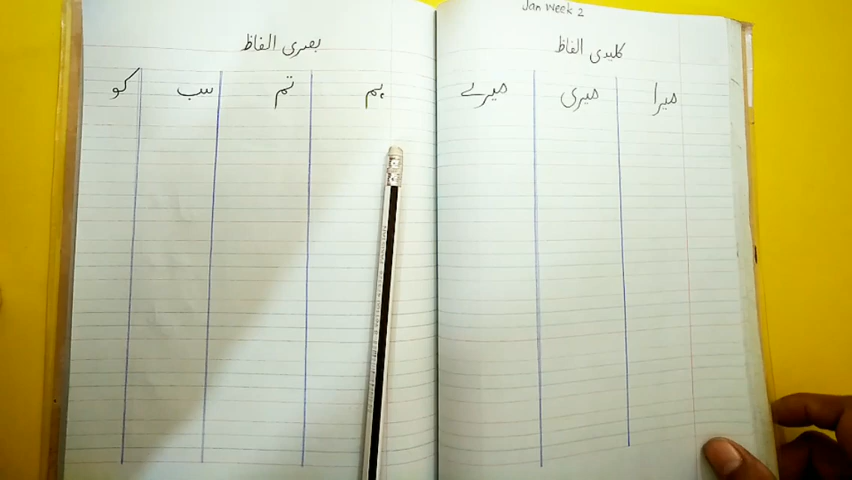 Jan Week 2
کلیدی الفاظ
میرا میری میرے
بصری الفاظ
ہم تم سب کو